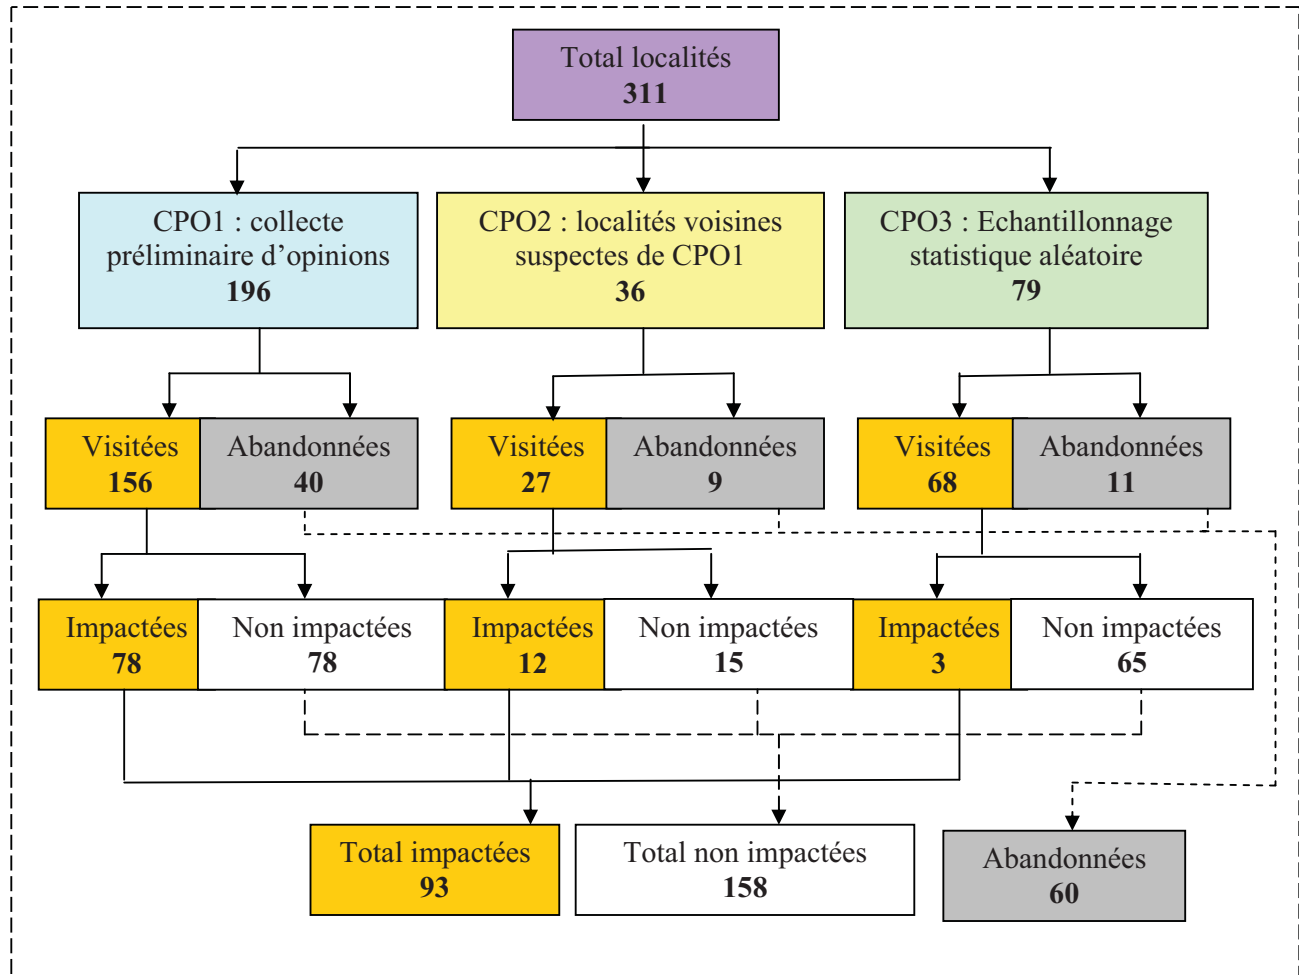 Total localités
311
CPO1 : collecte
préliminaire d'opinions
196
CPO2 : localités voisines
suspectes de CPO1
36
CPO3 : Echantillonnage
statistique aléatoire
79
Visitées
156
Abandonnées
40
Visitées
27
Abandonnées
9
Visitées
68
Abandonnées
11
Impactées
78
Non impactées
78
Impactées
12
Non impactées
15
Impactées
3
Non impactées
65
Total impactées
93
Total non impactées
158
Abandonnées
60